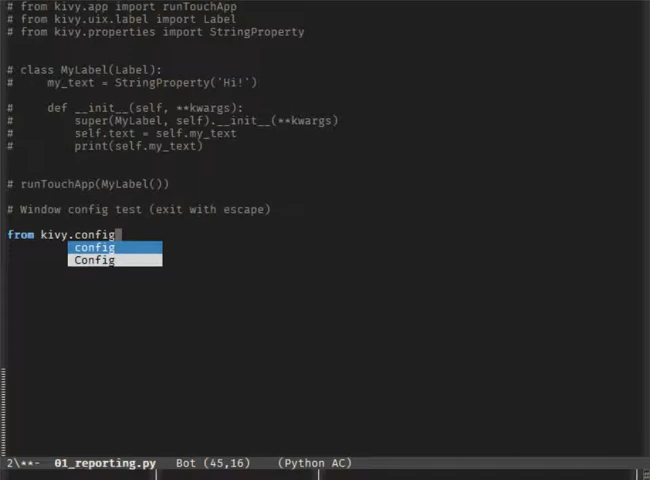 # from kivy.app import runTouchApp
# from kivy.uix.label import Label
# from kivy.properties import StringProperty
# class MyLabel(Label):
#     my_text = StringProperty('Hi!')
#     def __init__(self, **kwargs):
#         super(MyLabel, self).__init__(**kwargs)
#         self.text = self.my_text
#         print(self.my_text)
# runTouchApp(MyLabel())
# Window config test (exit with escape)
from kivy.config
config
Config
2\**-  01_reporting.py   Bot (45,16)    (Python AC)